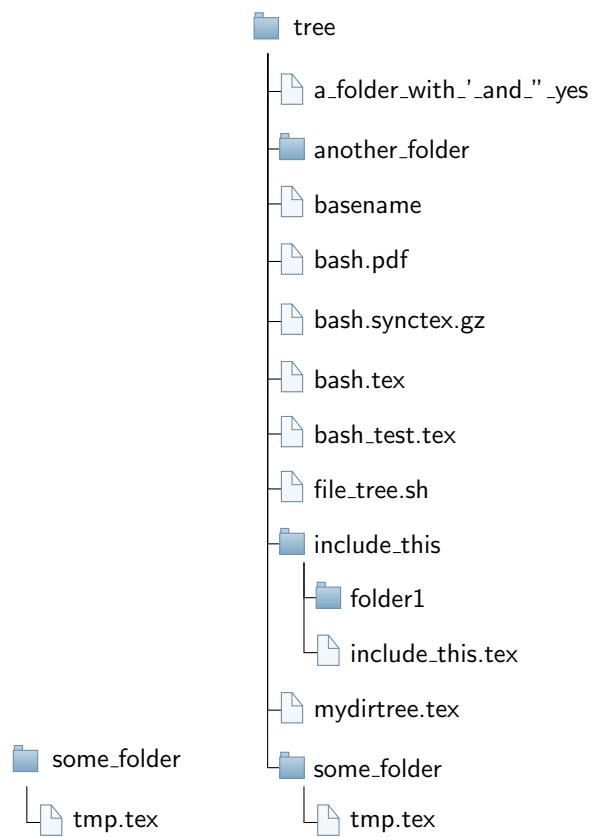 tree
a_folder_with_'_and_"_yes
another_folder
basename
bash.pdf
bash.synctex.gz
bash.tex
bash_test.tex
file_tree.sh
include_this
folder1
include_this.tex
mydirtree.tex
some_folder
tmp.tex
some_folder
tmp.tex